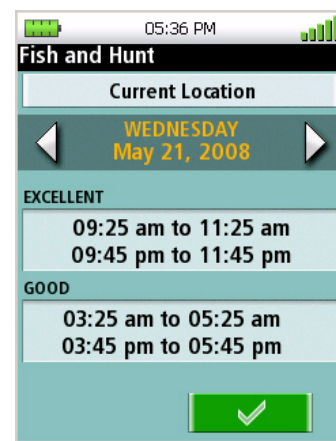 05:36 PM
Fish and Hunt
Current Location
WEDNESDAY
May 21, 2008
EXCELLENT
09:25 am to 11:25 am
09:45 pm to 11:45 pm
GOOD
03:25 am to 05:25 am
03:45 pm to 05:45 pm